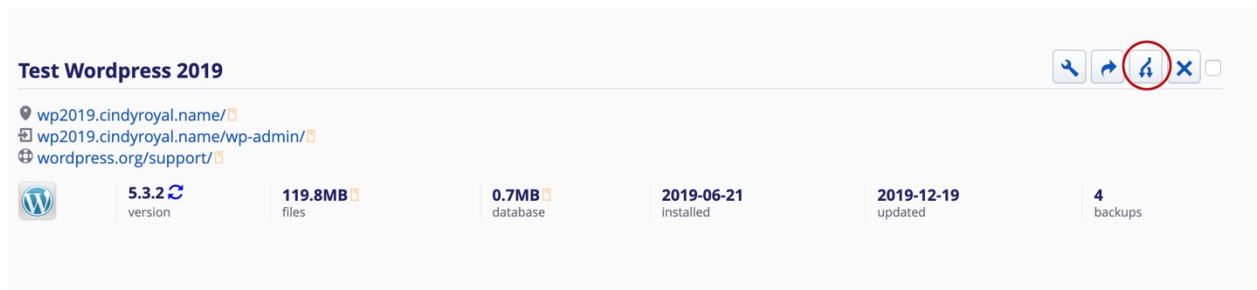 Test Wordpress 2019
wp2019.cindyroyal.name/
wp2019.cindyroyal.name/wp-admin/
wordpress.org/support/
5.3.2 119.8MB 0.7MB 2019-06-21 2019-12-19 4
version files database installed updated backups